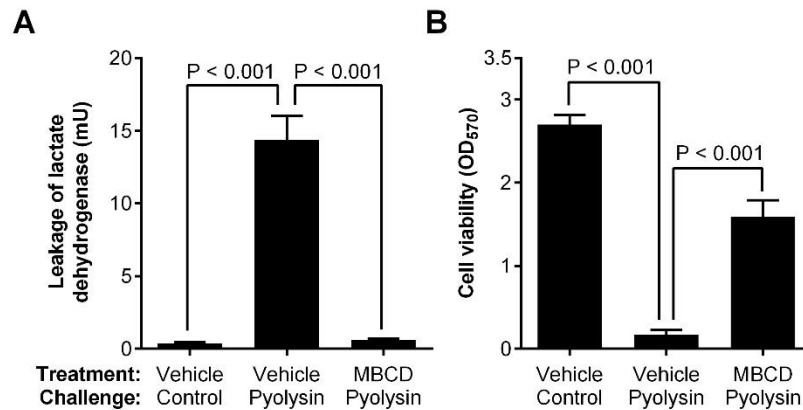 A
Leakage of lactate
dehydrogenase (mU)
20
15
10
5
0
P < 0.001
P < 0.001
Treatment: Vehicle Vehicle MBCD
Challenge: Control Pyolysin Pyolysin
B
Cell viability (OD570)
3.5
3
2
1
0
P < 0.001
P < 0.001
Vehicle Vehicle MBCD
Control Pyolysin Pyolysin